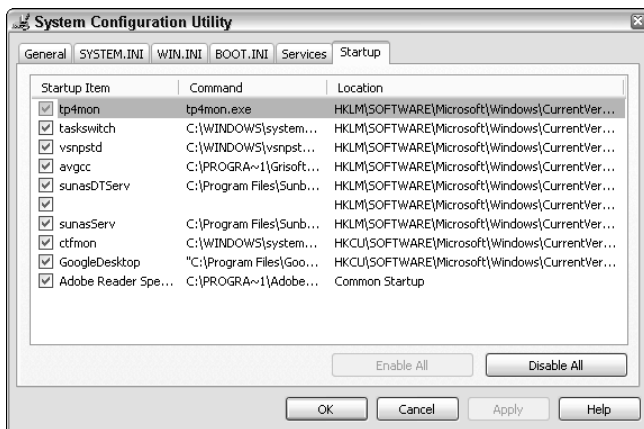 System Configuration Utility
General SYSTEM.INI WIN.INI BOOT.INI Services Startup
Startup Item Command Location
tp4mon tp4mon.exe HKLM\SOFTWARE\Microsoft\Windows\CurrentVer...
taskswitch C:\WINDOWS\system... HKLM\SOFTWARE\Microsoft\Windows\CurrentVer...
vsnpstd C:\WINDOWS\vsnpst... HKLM\SOFTWARE\Microsoft\Windows\CurrentVer...
avgcc C:\PROGRA~1\Grisoft... HKLM\SOFTWARE\Microsoft\Windows\CurrentVer...
sunasDTServ C:\Program Files\Sunb... HKLM\SOFTWARE\Microsoft\Windows\CurrentVer...
HKLM\SOFTWARE\Microsoft\Windows\CurrentVer...
sunasServ C:\Program Files\Sunb... HKLM\SOFTWARE\Microsoft\Windows\CurrentVer...
ctfmon C:\WINDOWS\system... HKCU\SOFTWARE\Microsoft\Windows\CurrentVer...
GoogleDesktop "C:\Program Files\Goo... HKCU\SOFTWARE\Microsoft\Windows\CurrentVer...
Adobe Reader Spe... C:\PROGRA~1\Adobe... Common Startup
Enable All Disable All
OK Cancel Apply Help